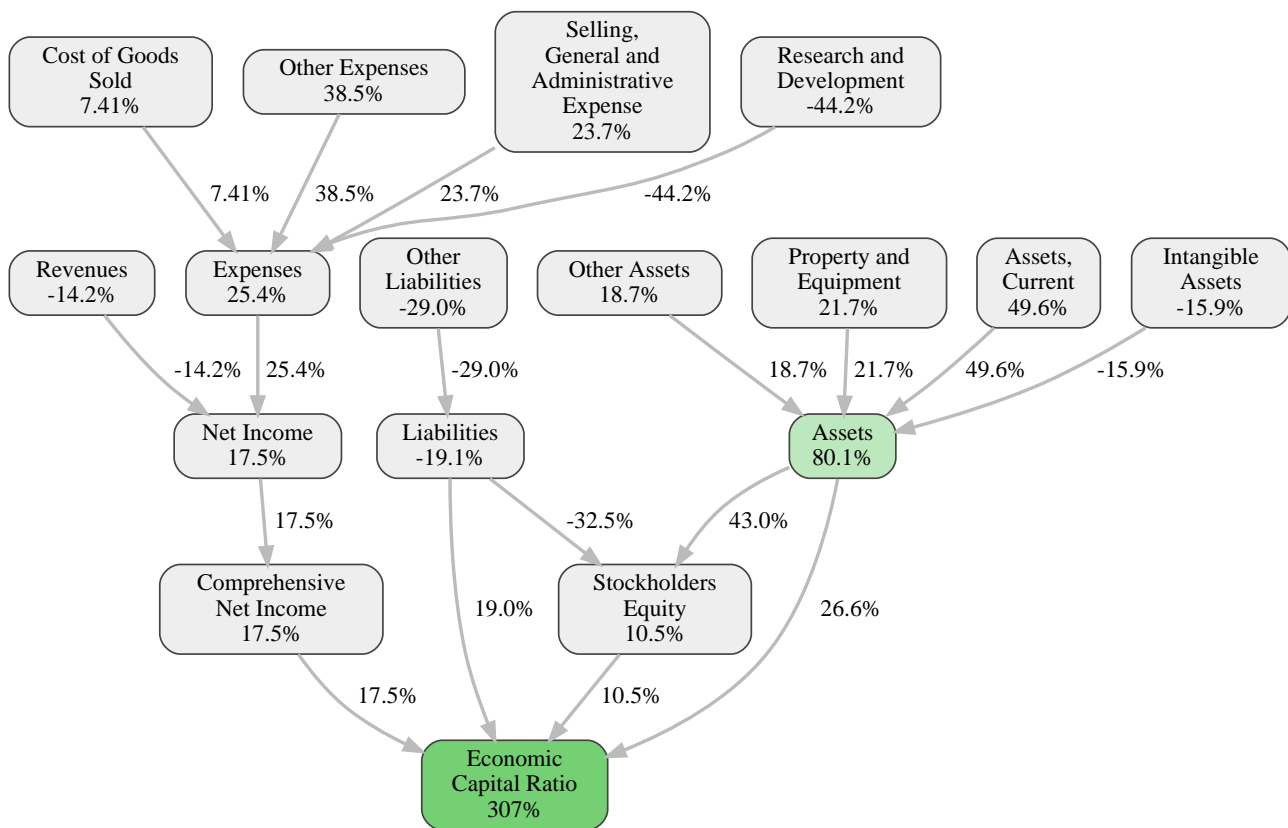 Cost of Goods
Sold
7.41%
Other Expenses
38.5%
Selling,
General and
Administrative
Expense
23.7%
Research and
Development
-44.2%
7.41%
38.5%
23.7%
-44.2%
Revenues
-14.2%
Expenses
25.4%
Other
Liabilities
-29.0%
Other Assets
18.7%
Property and
Equipment
21.7%
Assets,
Current
49.6%
Intangible
Assets
-15.9%
-14.2%
25.4%
-29.0%
18.7%
21.7%
49.6%
-15.9%
Net Income
17.5%
Liabilities
-19.1%
Assets
80.1%
17.5%
-32.5%
43.0%
Comprehensive
Net Income
17.5%
19.0%
Stockholders
Equity
10.5%
26.6%
17.5%
10.5%
Economic
Capital Ratio
307%